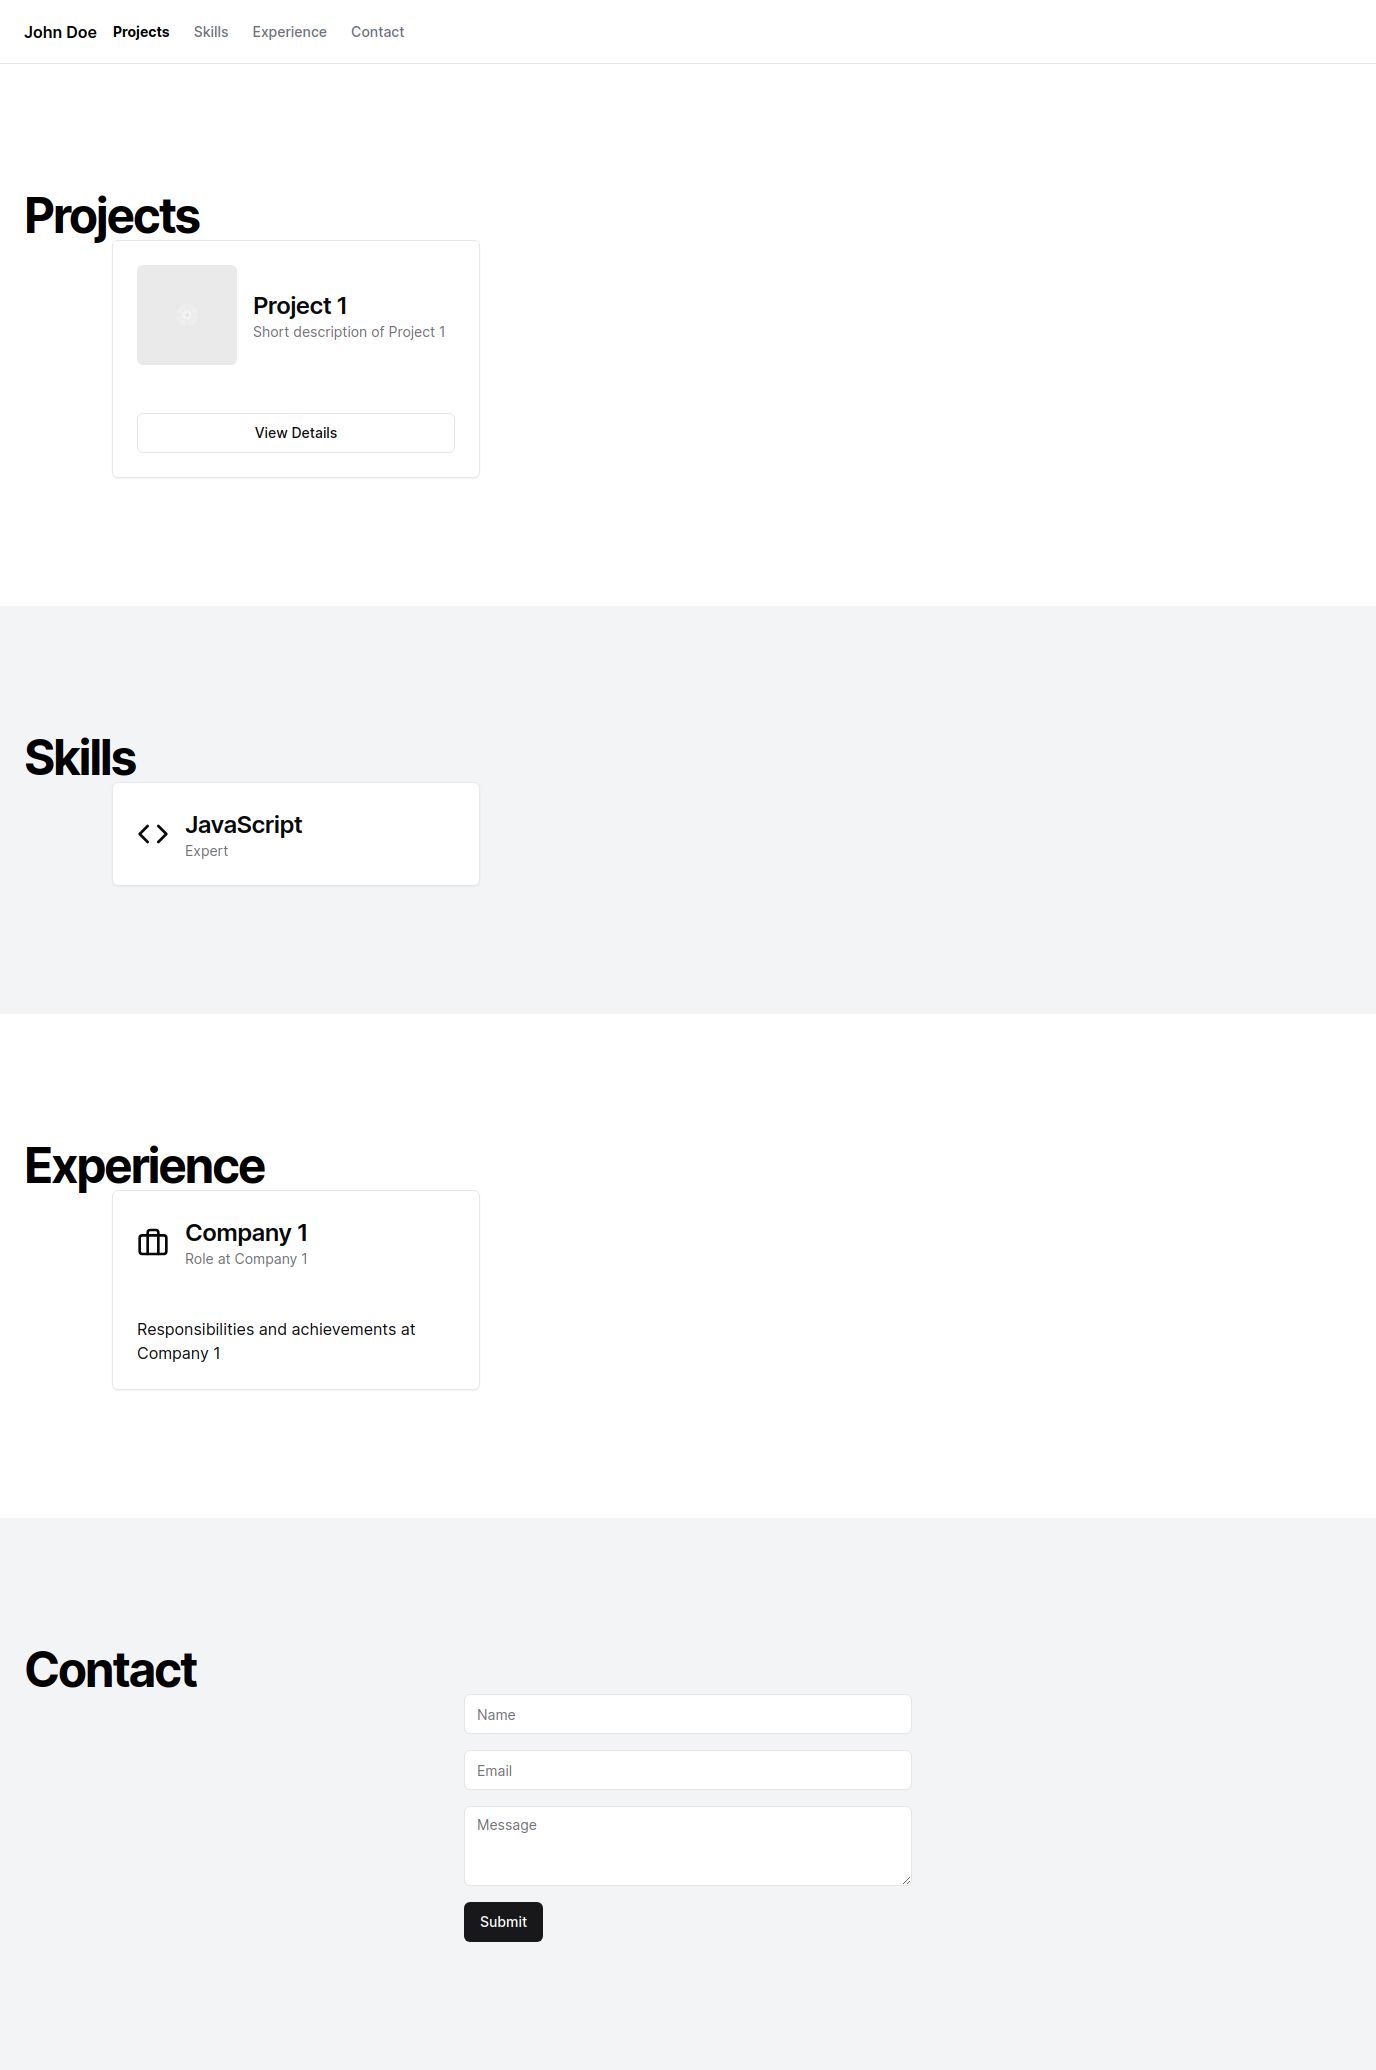 John Doe Projects Skills Experience Contact
Projects
Project 1
Short description of Project 1
View Details
Skills
JavaScript
Expert
Experience
Company 1
Role at Company 1
Responsibilities and achievements at
Company 1
Contact
Name
Email
Message
Submit